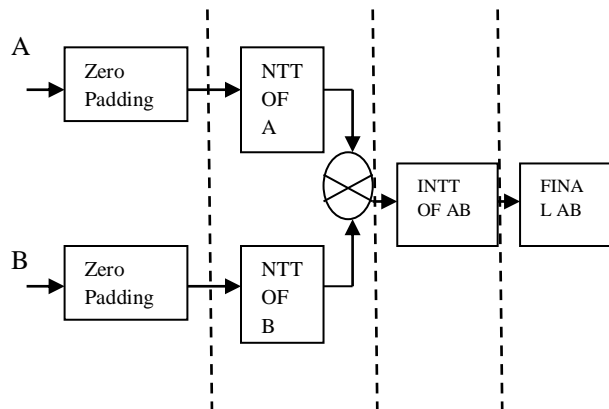 A
Zero
Padding
NTT
OF
A
INTT
OF AB
FINA
L AB
B
Zero
Padding
NTT
OF
B